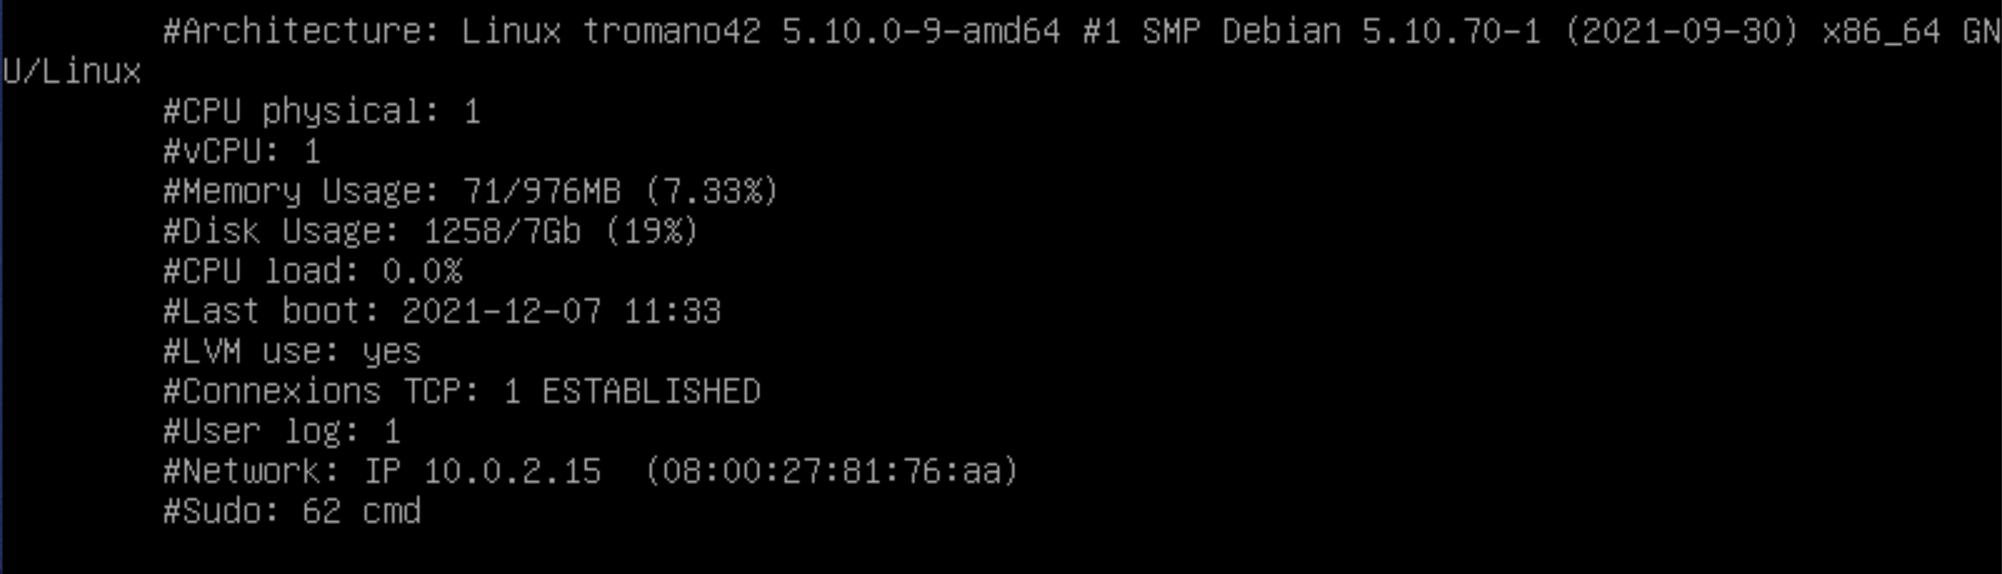 #Architecture: Linux tromano42 5.10.0-9-amd64 #1 SMP Debian 5.10.70-1 (2021-09-30) x86_64 GN
U/Linux
#CPU physical: 1
#vCPU: 1
#Memory Usage: 71/976MB (7.33%)
#Disk Usage: 1258/7Gb (19%)
#CPU load: 0.0%
#Last boot: 2021-12-07 11:33
#LVM use: yes
#Connexions TCP: 1 ESTABLISHED
#User log: 1
#Network: IP 10.0.2.15  (08:00:27:81:76:aa)
#Sudo: 62 cmd